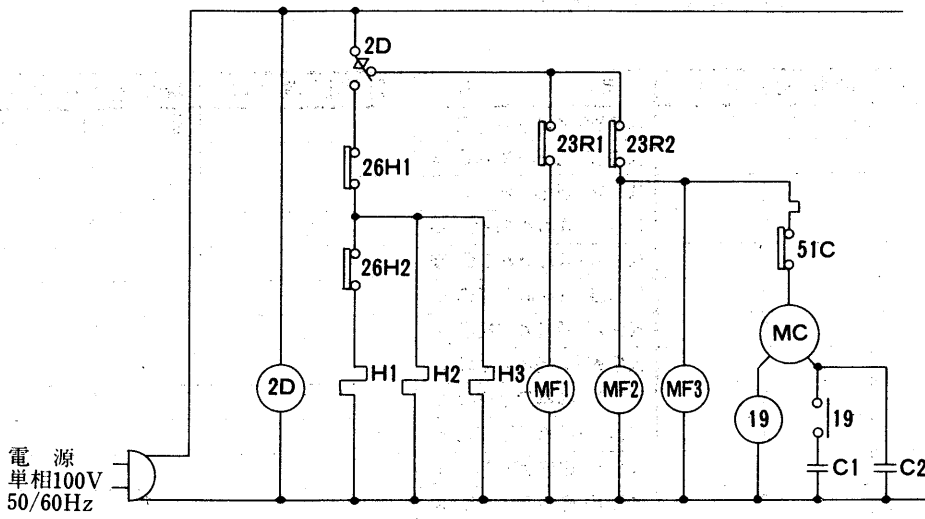 2D
26H1
23R1
23R2
51C
26H2
MC
H1
H2
H3
2D
MF1
MF2
MF3
19
19
C1
C2
電 源
単相100V
50/60Hz